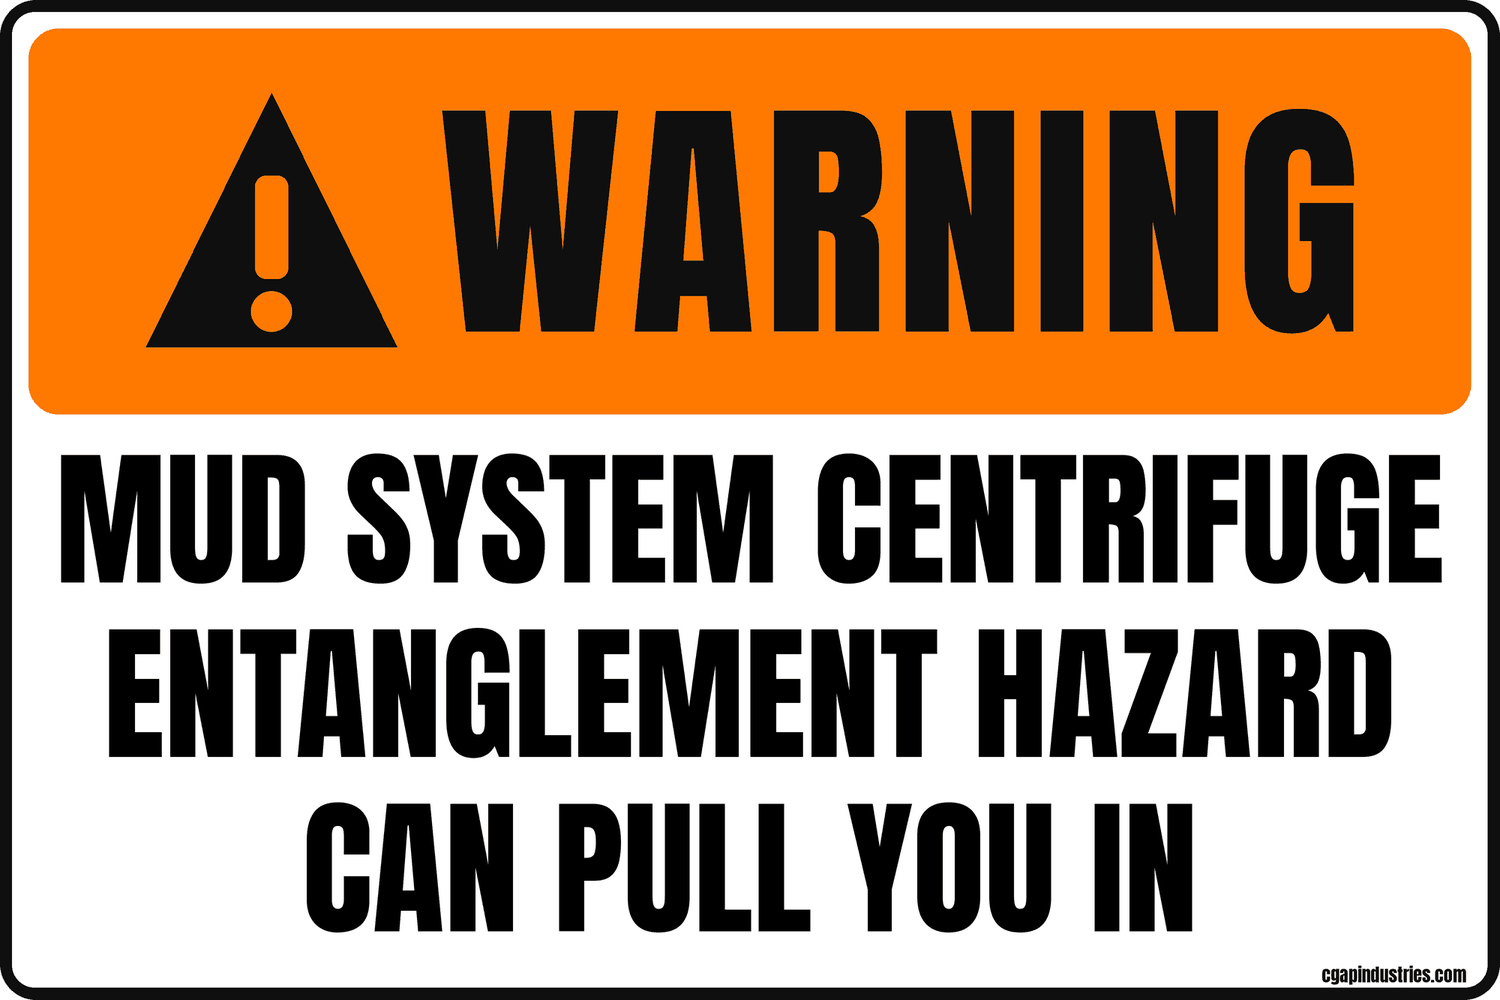 WARNING
MUD SYSTEM CENTRIFUGE
ENTANGLEMENT HAZARD
CAN PULL YOU IN
cgapindustries.com